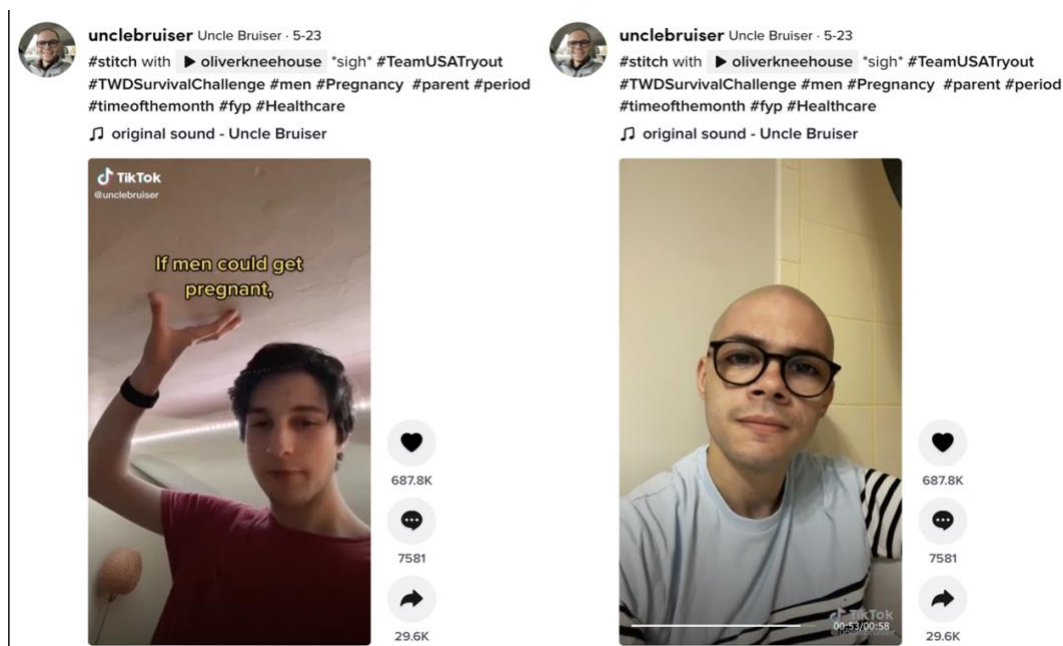 unclebruiser Uncle Bruiser · 5-23
#stitch with ▶ oliverkneehouse *sigh* #TeamUSATryout
#TWDSurvivalChallenge #men #Pregnancy #parent #period
#timeofthemonth #fyp #Healthcare
original sound - Uncle Bruiser
TikTok
@unclebruiser
If men could get
pregnant,
687.8K
7581
29.6K
unclebruiser Uncle Bruiser · 5-23
#stitch with ▶ oliverkneehouse *sigh* #TeamUSATryout
#TWDSurvivalChallenge #men #Pregnancy #parent #period
#timeofthemonth #fyp #Healthcare
original sound - Uncle Bruiser
687.8K
7581
TikTok
00:53/00:58
29.6K